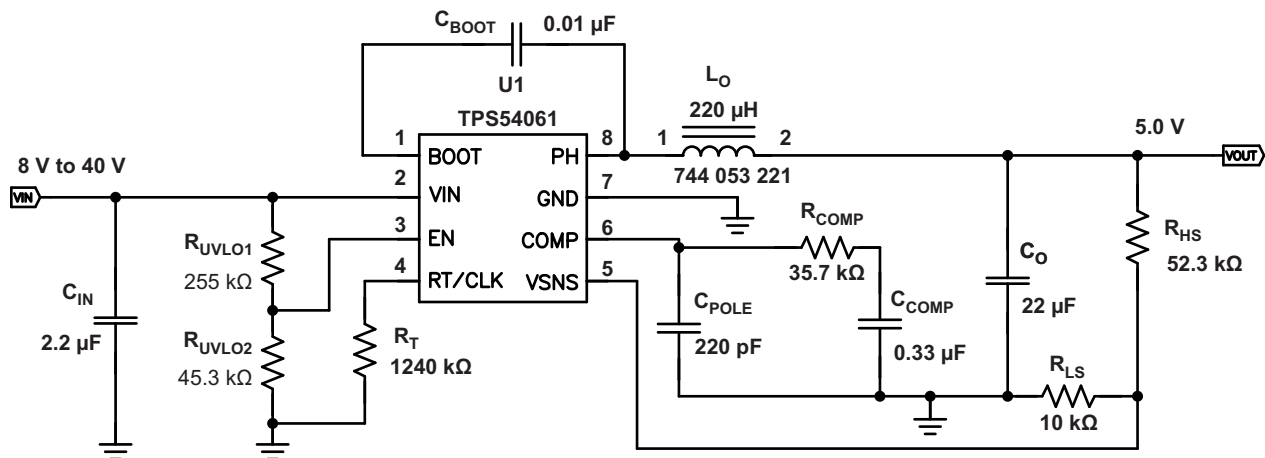 C_BOOT 0.01 µF
U1
TPS54061
L_O
220 µH
1 2
744 053 221
5.0 V
VOUT
8 V to 40 V
VIN
1 BOOT PH 8
2 VIN GND 7
3 EN COMP 6
4 RT/CLK VSNS 5
R_UVLO1
255 kΩ
C_IN
2.2 µF
R_UVLO2
45.3 kΩ
R_T
1240 kΩ
R_COMP
35.7 kΩ
C_POLE
220 pF
C_COMP
0.33 µF
C_O
22 µF
R_HS
52.3 kΩ
R_LS
10 kΩ